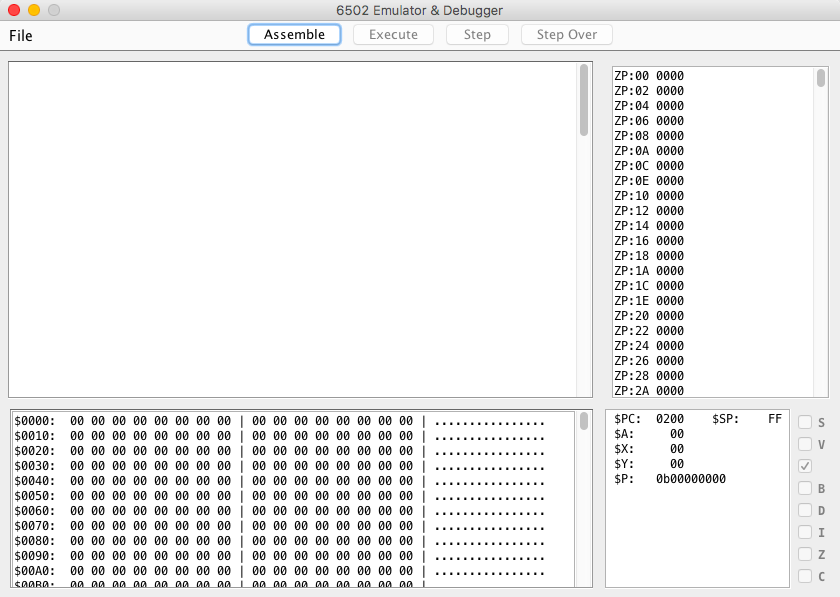 6502 Emulator & Debugger
File Assemble Execute Step Step Over
ZP:00 0000
ZP:02 0000
ZP:04 0000
ZP:06 0000
ZP:08 0000
ZP:0A 0000
ZP:0C 0000
ZP:0E 0000
ZP:10 0000
ZP:12 0000
ZP:14 0000
ZP:16 0000
ZP:18 0000
ZP:1A 0000
ZP:1C 0000
ZP:1E 0000
ZP:20 0000
ZP:22 0000
ZP:24 0000
ZP:26 0000
ZP:28 0000
ZP:2A 0000
$0000:  00 00 00 00 00 00 00 00 | 00 00 00 00 00 00 00 00 | ................
$0010:  00 00 00 00 00 00 00 00 | 00 00 00 00 00 00 00 00 | ................
$0020:  00 00 00 00 00 00 00 00 | 00 00 00 00 00 00 00 00 | ................
$0030:  00 00 00 00 00 00 00 00 | 00 00 00 00 00 00 00 00 | ................
$0040:  00 00 00 00 00 00 00 00 | 00 00 00 00 00 00 00 00 | ................
$0050:  00 00 00 00 00 00 00 00 | 00 00 00 00 00 00 00 00 | ................
$0060:  00 00 00 00 00 00 00 00 | 00 00 00 00 00 00 00 00 | ................
$0070:  00 00 00 00 00 00 00 00 | 00 00 00 00 00 00 00 00 | ................
$0080:  00 00 00 00 00 00 00 00 | 00 00 00 00 00 00 00 00 | ................
$0090:  00 00 00 00 00 00 00 00 | 00 00 00 00 00 00 00 00 | ................
$00A0:  00 00 00 00 00 00 00 00 | 00 00 00 00 00 00 00 00 | ................
$00B0:  00 00 00 00 00 00 00 00 | 00 00 00 00 00 00 00 00 |
$PC:  0200    $SP:    FF
$A:     00
$X:     00
$Y:     00
$P:   0b00000000
S
V
B
D
I
Z
C